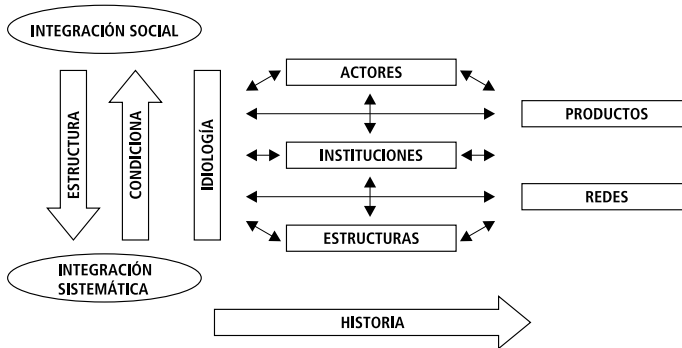 INTEGRACIÓN SOCIAL
ESTRUCTURA
CONDICIONA
IDIOLOGÍA
INTEGRACIÓN
SISTEMÁTICA
ACTORES
INSTITUCIONES
ESTRUCTURAS
PRODUCTOS
REDES
HISTORIA